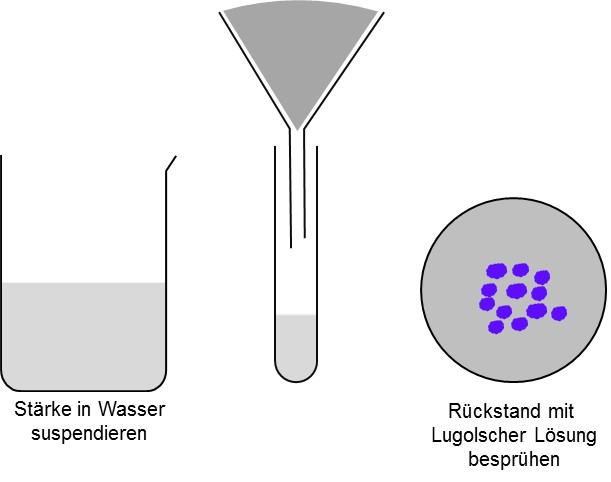 Stärke in Wasser
suspendieren
Rückstand mit
Lugolscher Lösung
besprühen